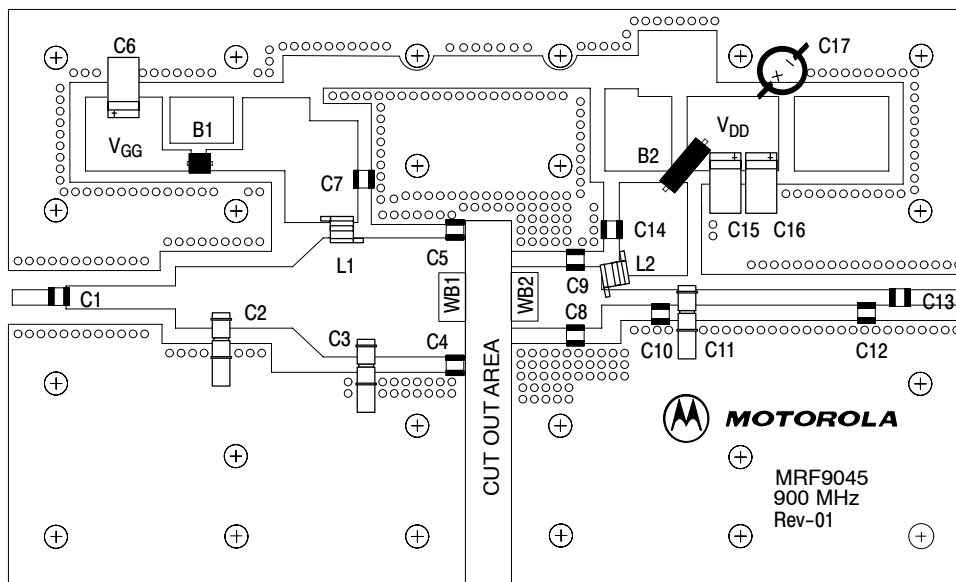 C6
C17
B1
VGG
VDD
B2
C7
C14
C15
C16
C5
L1
L2
C9
WB1
WB2
C1
C13
C2
C3
C4
C8
C10
C11
C12
CUT OUT AREA
MOTOROLA
MRF9045
900 MHz
Rev-01